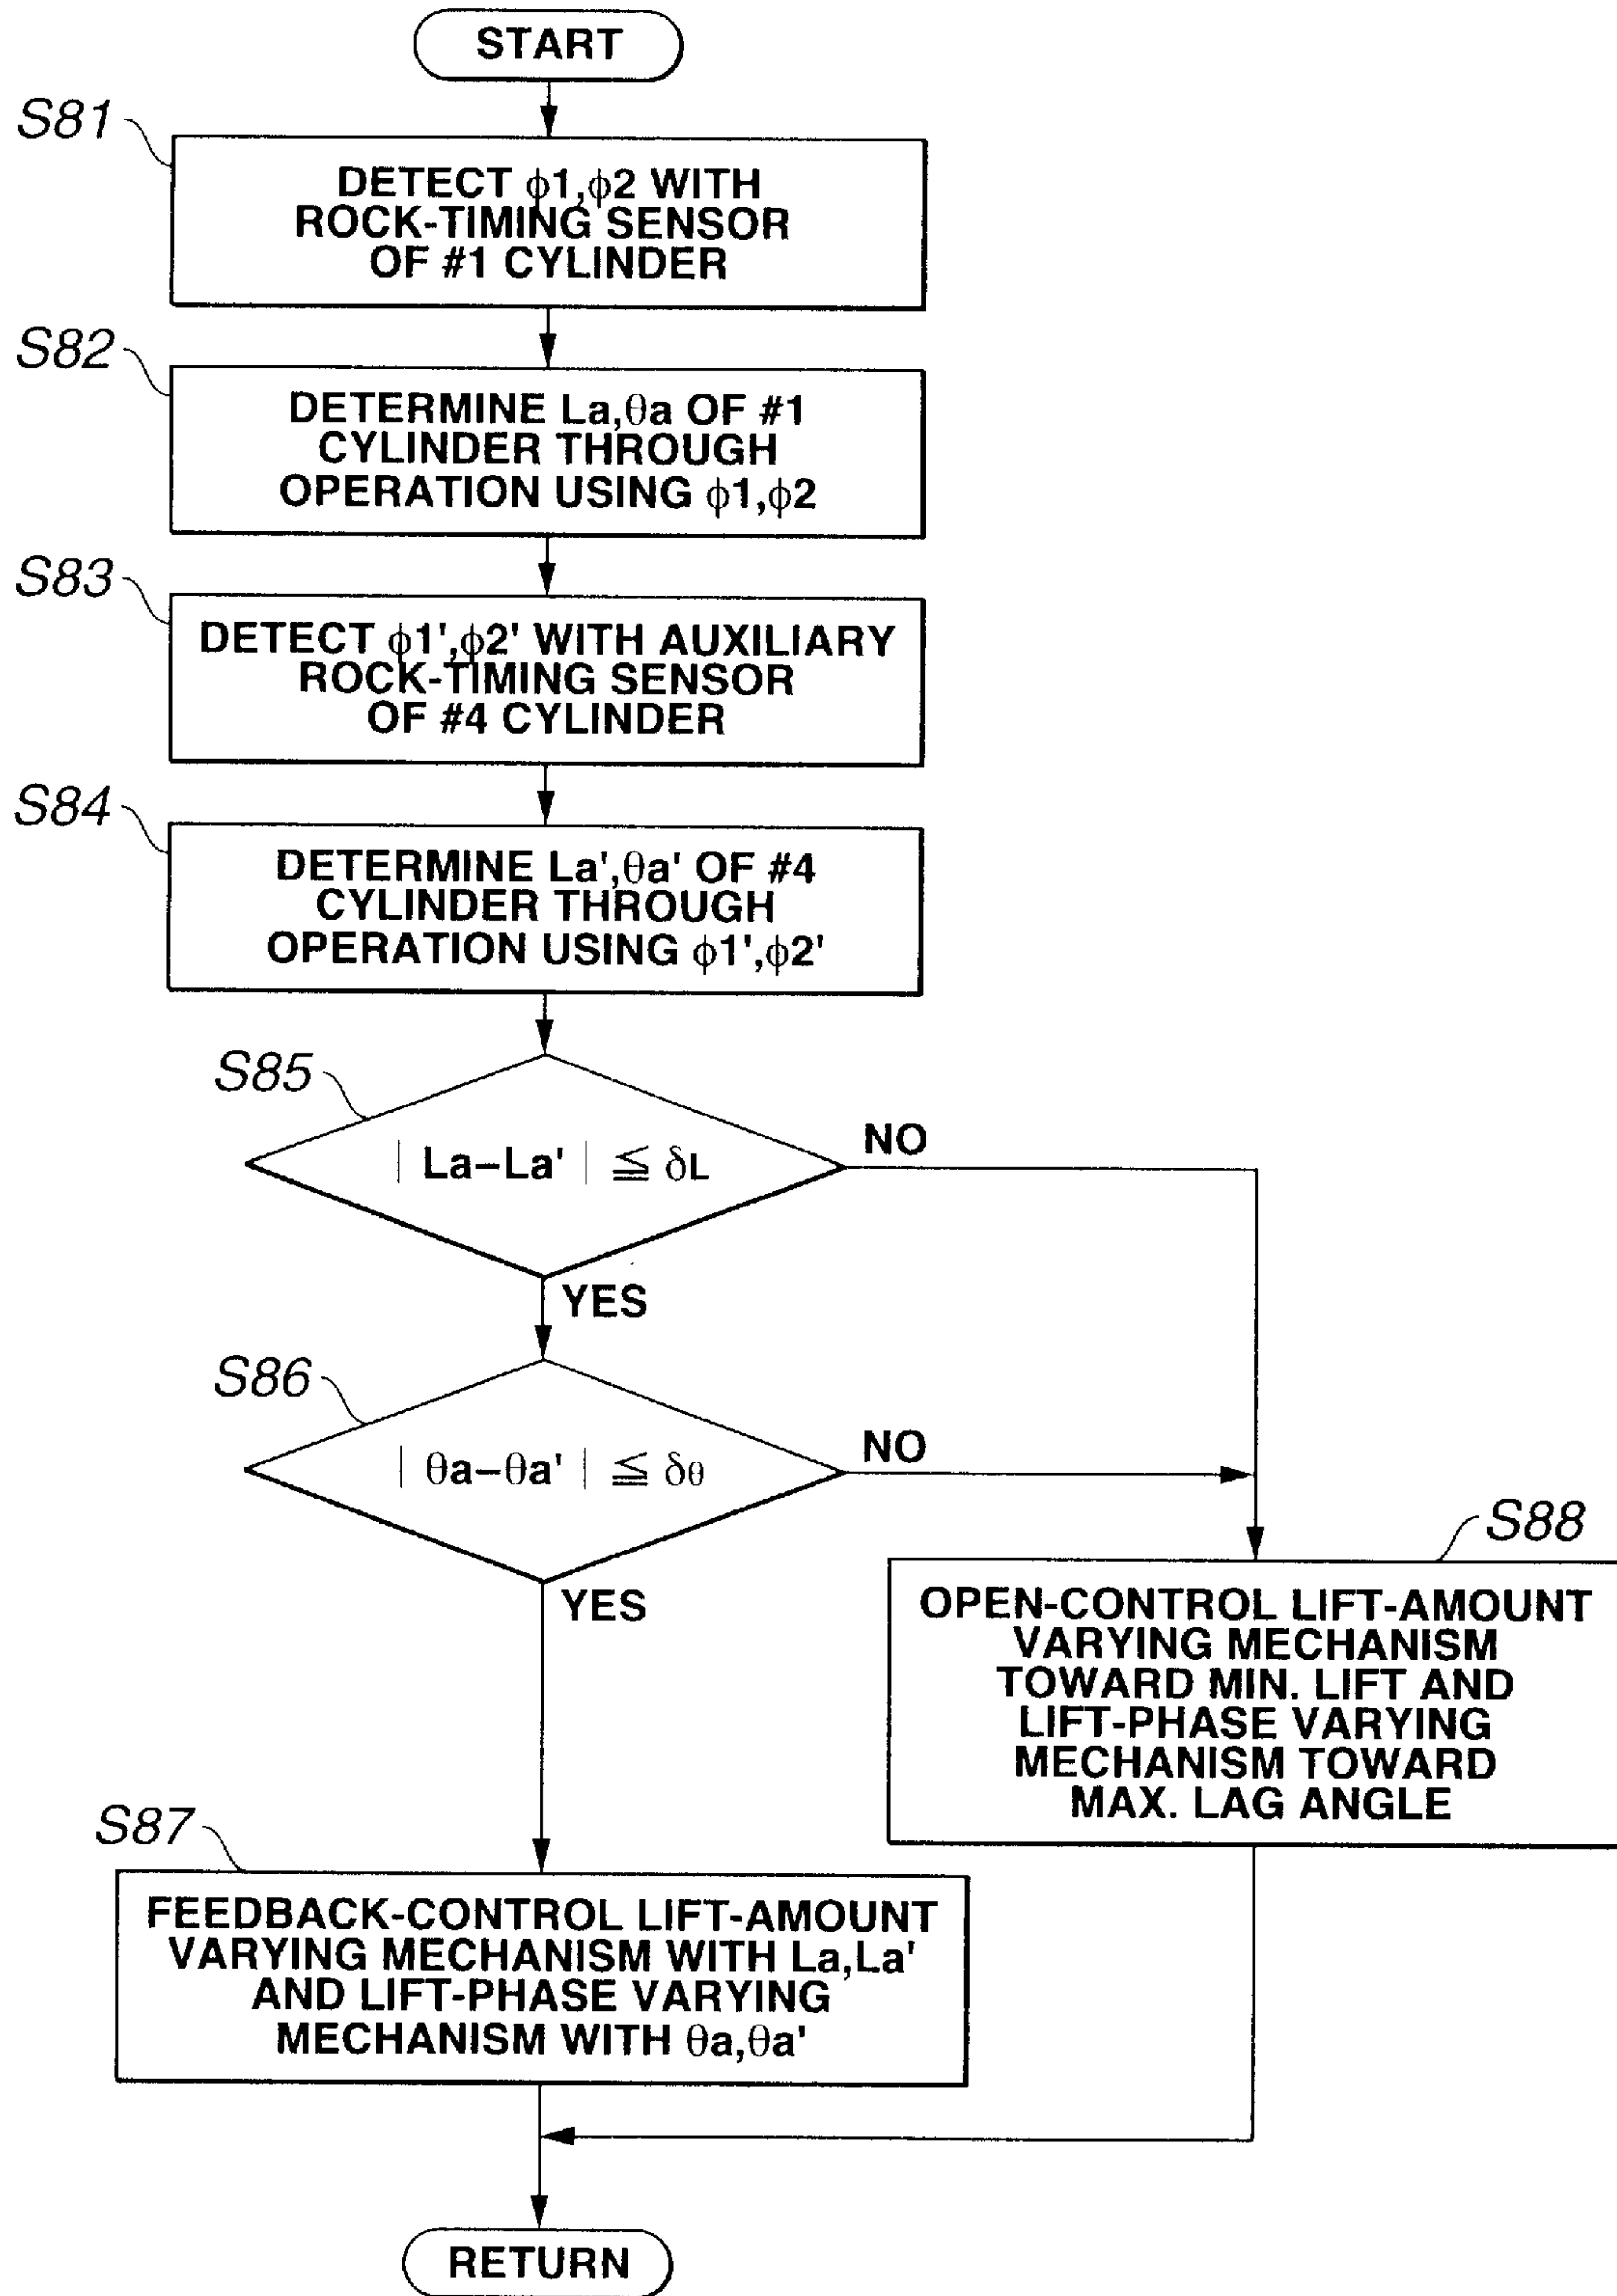 START
S81
DETECT φ1,φ2 WITH
ROCK-TIMING SENSOR
OF #1 CYLINDER
S82
DETERMINE La,θa OF #1
CYLINDER THROUGH
OPERATION USING φ1,φ2
S83
DETECT φ1',φ2' WITH AUXILIARY
ROCK-TIMING SENSOR
OF #4 CYLINDER
S84
DETERMINE La',θa' OF #4
CYLINDER THROUGH
OPERATION USING φ1',φ2'
S85
| La–La' | ≦ δL
NO
YES
S86
| θa–θa' | ≦ δθ
NO
YES
S88
OPEN-CONTROL LIFT-AMOUNT
VARYING MECHANISM
TOWARD MIN. LIFT AND
LIFT-PHASE VARYING
MECHANISM TOWARD
MAX. LAG ANGLE
S87
FEEDBACK-CONTROL LIFT-AMOUNT
VARYING MECHANISM WITH La,La'
AND LIFT-PHASE VARYING
MECHANISM WITH θa,θa'
RETURN